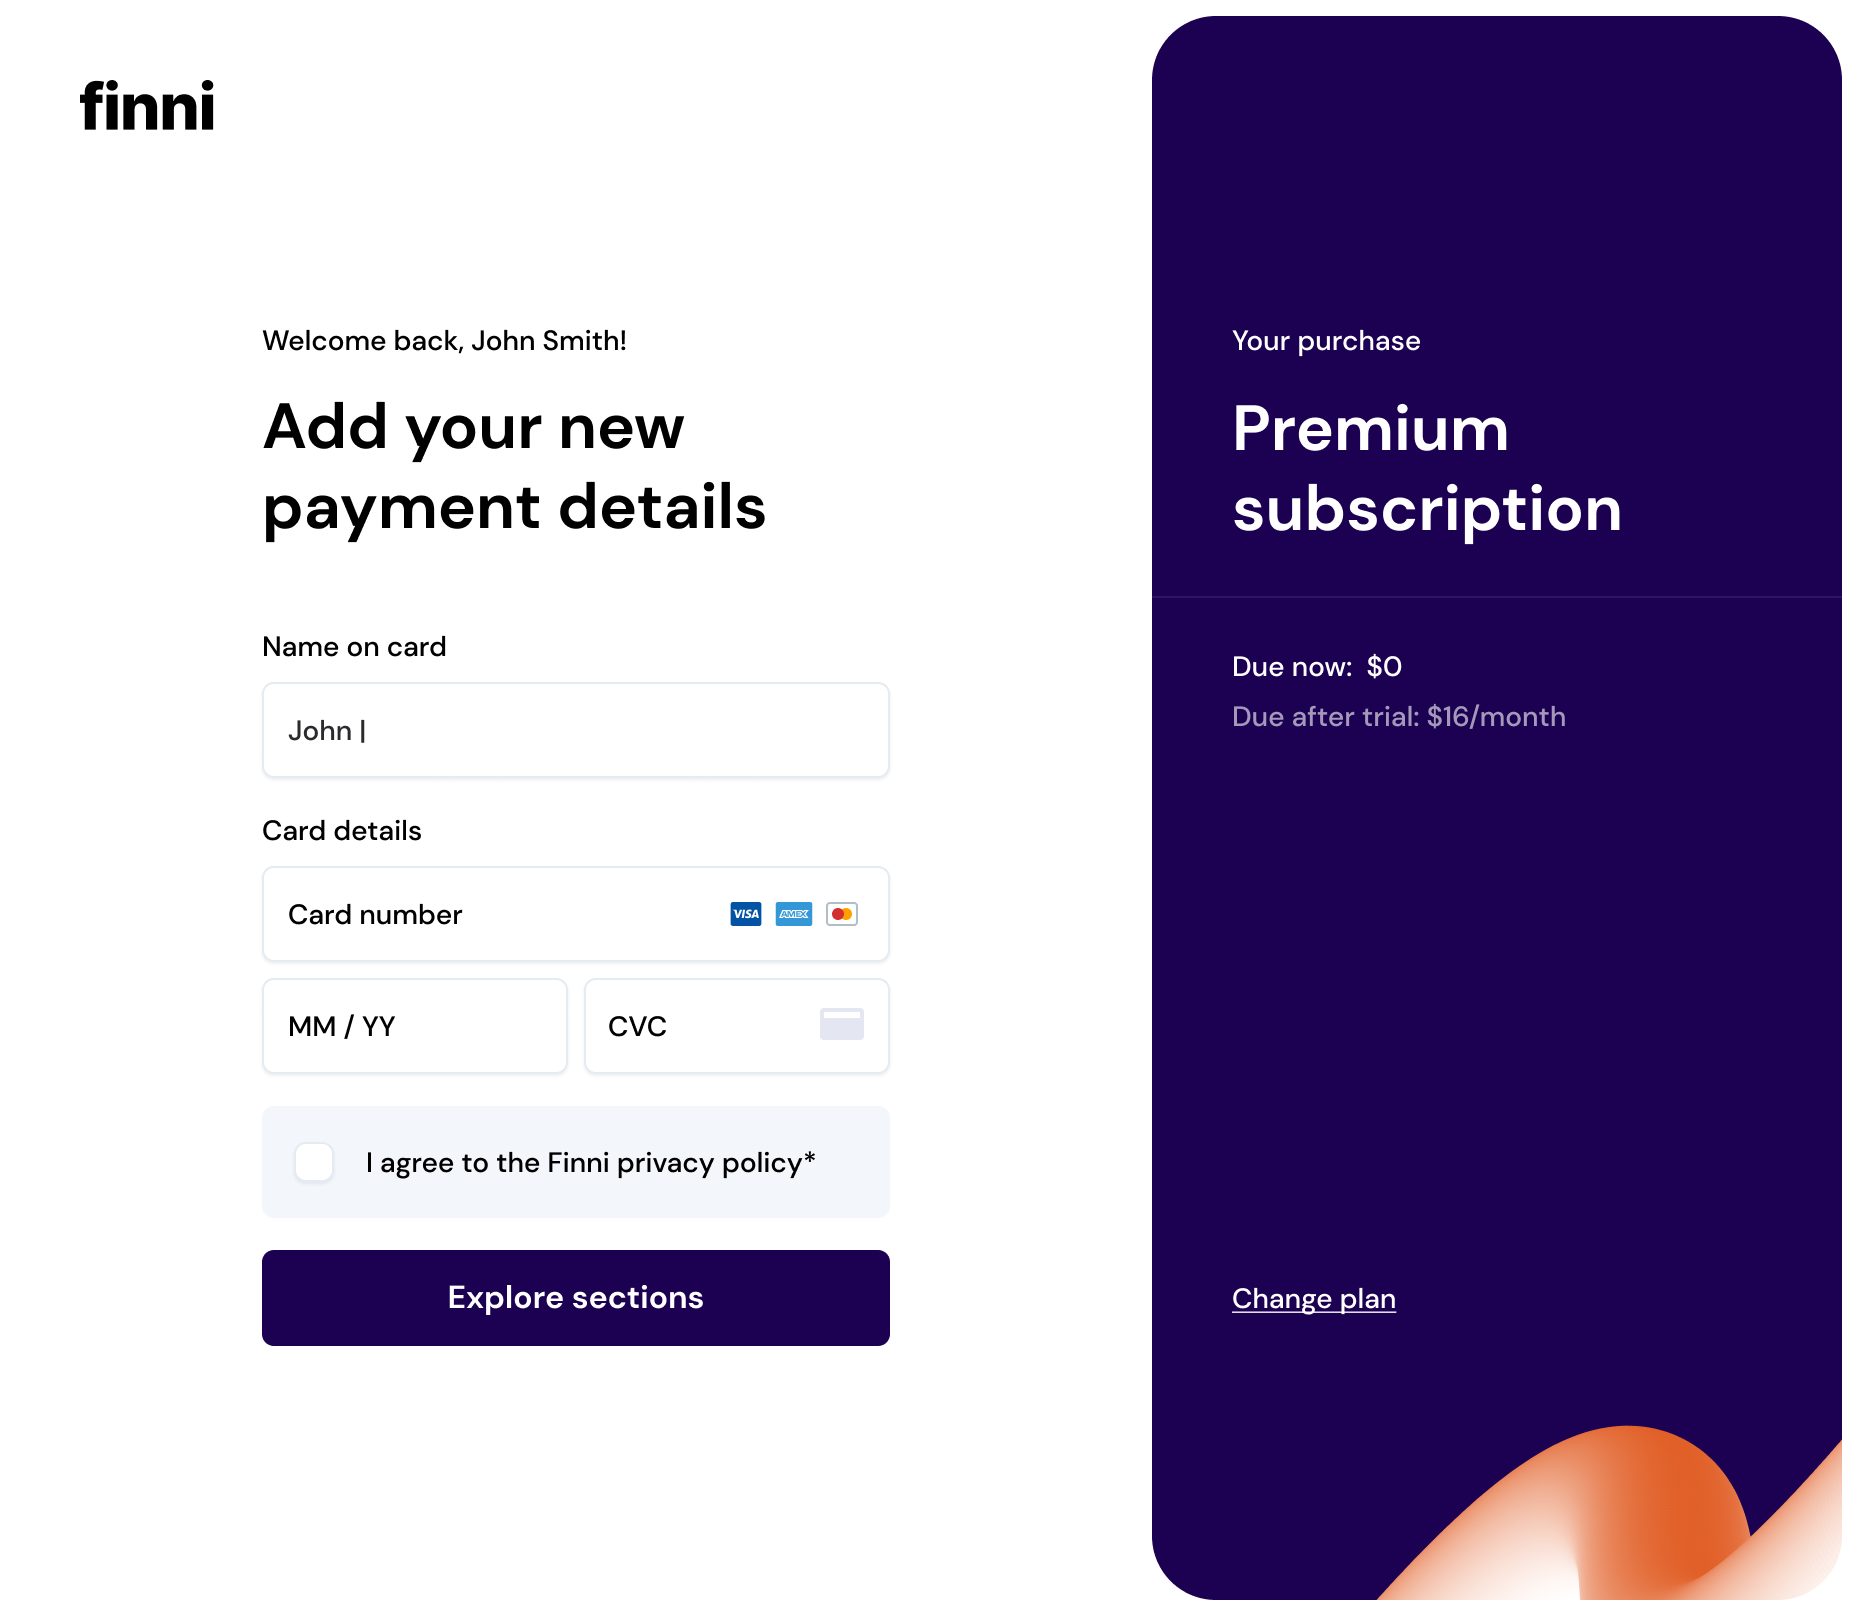 finni
Welcome back, John Smith!
Add your new
payment details
Name on card
John |
Card details
Card number
VISA
AMEX
MM / YY
CVC
I agree to the Finni privacy policy*
Explore sections
Your purchase
Premium
subscription
Due now: $0
Due after trial: $16/month
Change plan